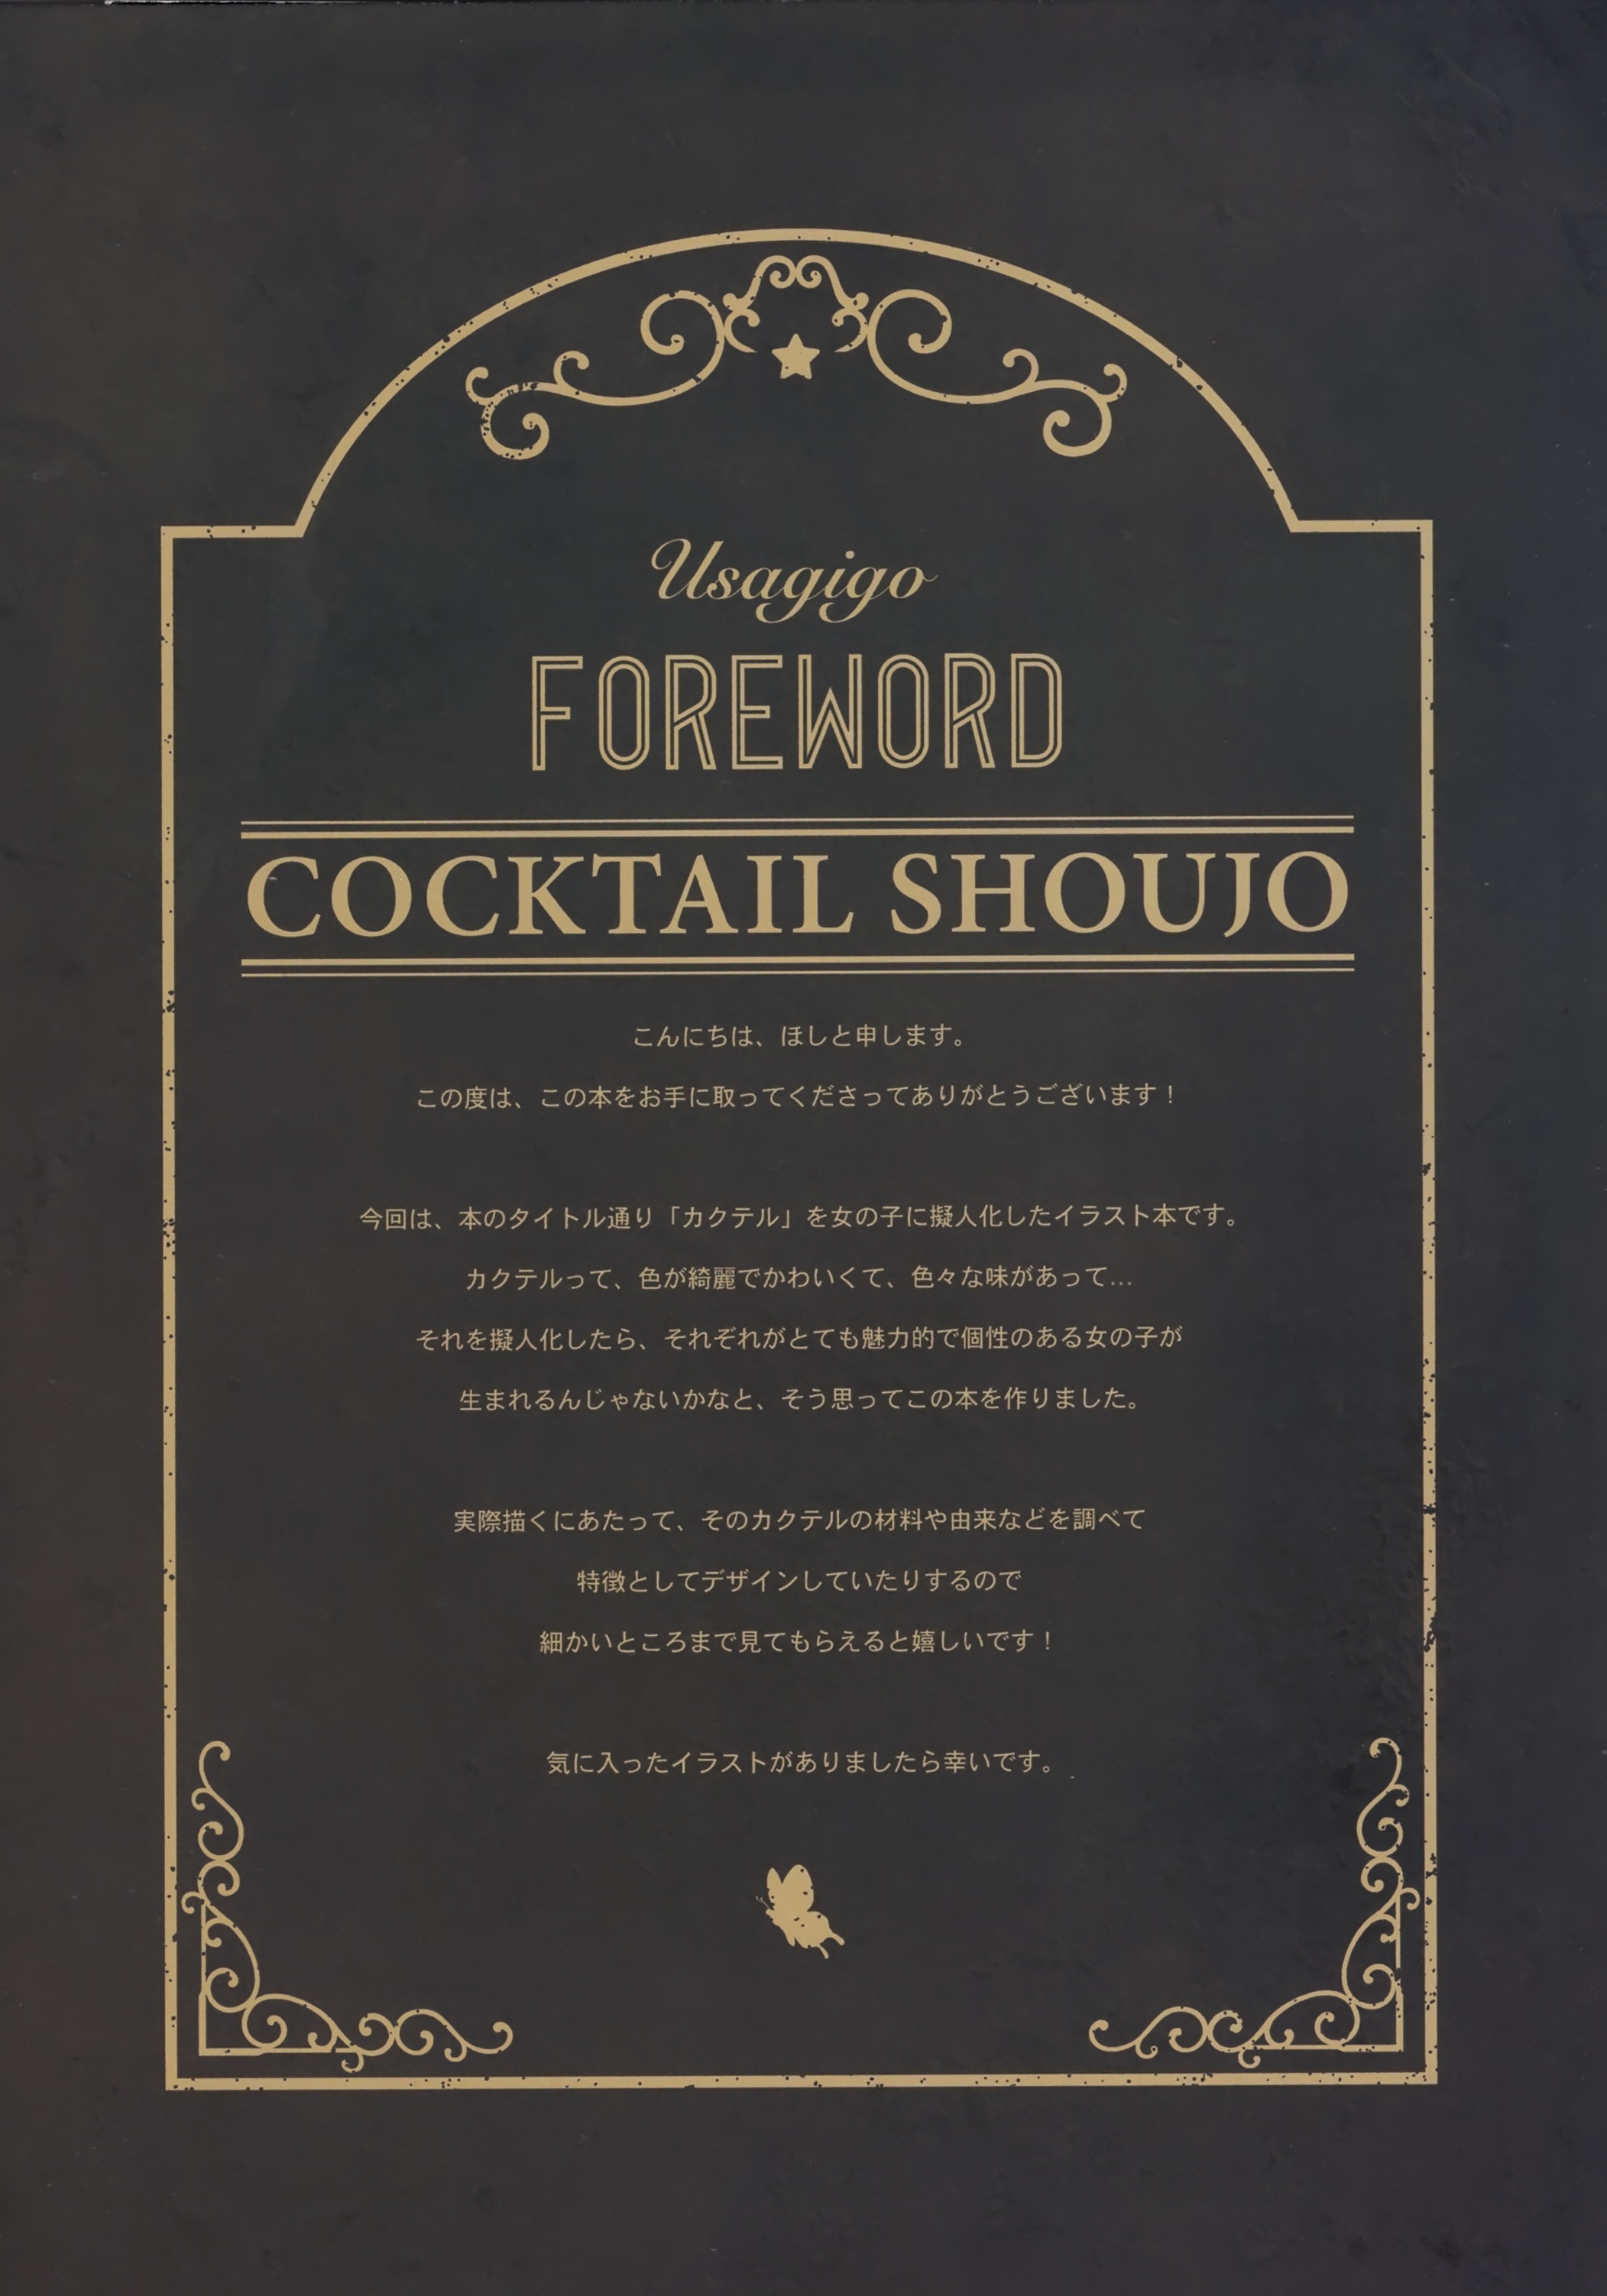 Usagigo
FOREWORD
COCKTAIL SHOUJO
こんにちは、ほしと申します。
この度は、この本をお手に取ってくださってありがとうございます！
今回は、本のタイトル通り「カクテル」を女の子に擬人化したイラスト本です。
カクテルって、色が綺麗でかわいくて、色々な味があって…
それを擬人化したら、それぞれがとても魅力的で個性のある女の子が
生まれるんじゃないかなと、そう思ってこの本を作りました。
実際描くにあたって、そのカクテルの材料や由来などを調べて
特徴としてデザインしていたりするので
細かいところまで見てもらえると嬉しいです！
気に入ったイラストがありましたら幸いです。